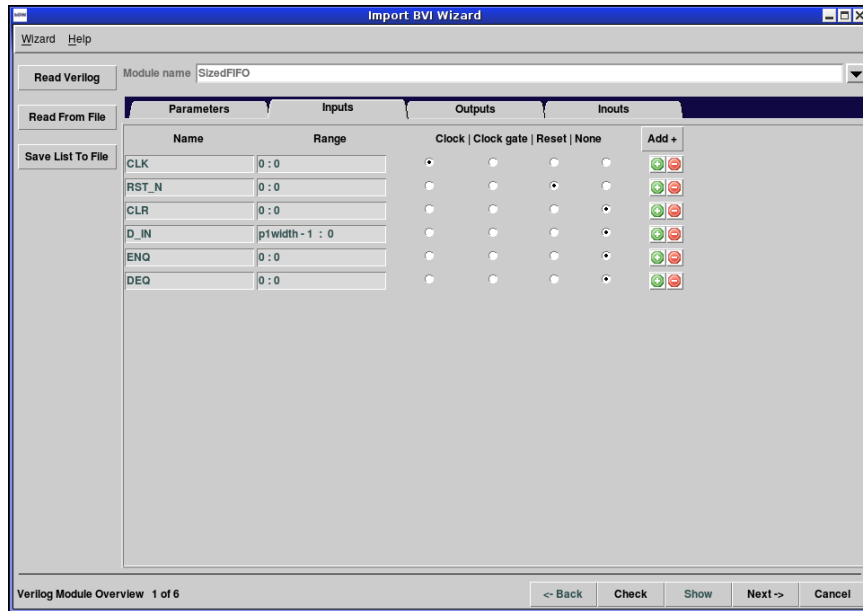 Import BVI Wizard
Wizard Help
Read Verilog
Module name SizedFIFO
Read From File
Parameters Inputs Outputs Inouts
Name Range Clock | Clock gate | Reset | None Add +
Save List To File
CLK 0 : 0
RST_N 0 : 0
CLR 0 : 0
D_IN p1width - 1 : 0
ENQ 0 : 0
DEQ 0 : 0
Verilog Module Overview 1 of 6 <- Back Check Show Next -> Cancel